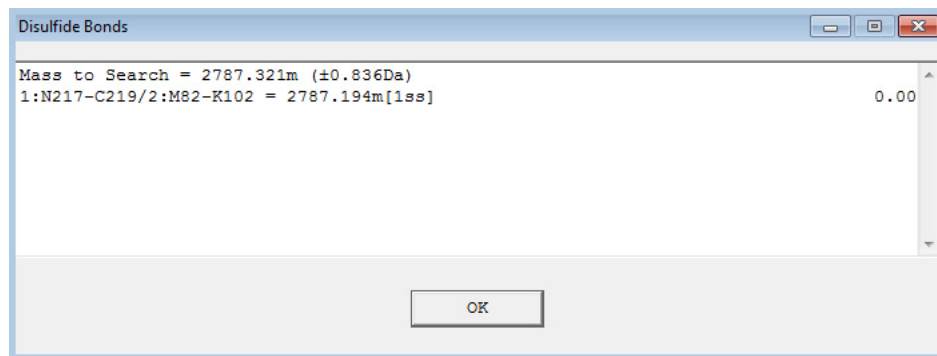 Disulfide Bonds
Mass to Search = 2787.321m (±0.836Da)
1:N217-C219/2:M82-K102 = 2787.194m[1ss] 0.00
OK